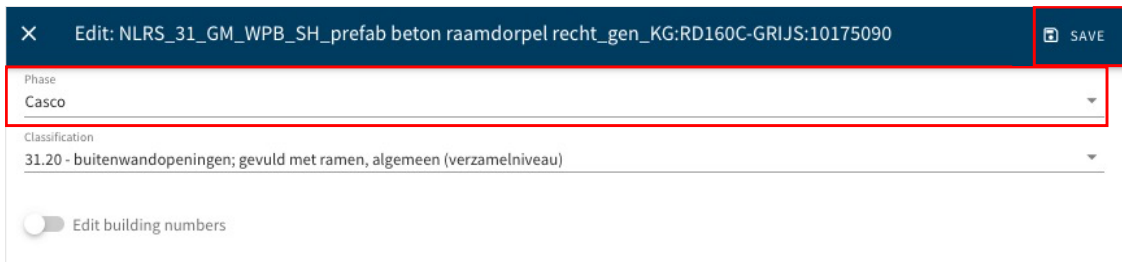 Edit: NLRS_31_GM_WPB_SH_prefab beton raamdorpel recht_gen_KG:RD160C-GRIJS:10175090
SAVE
Phase
Casco
Classification
31.20 - buitenwandopeningen; gevuld met ramen, algemeen (verzamelniveau)
Edit building numbers